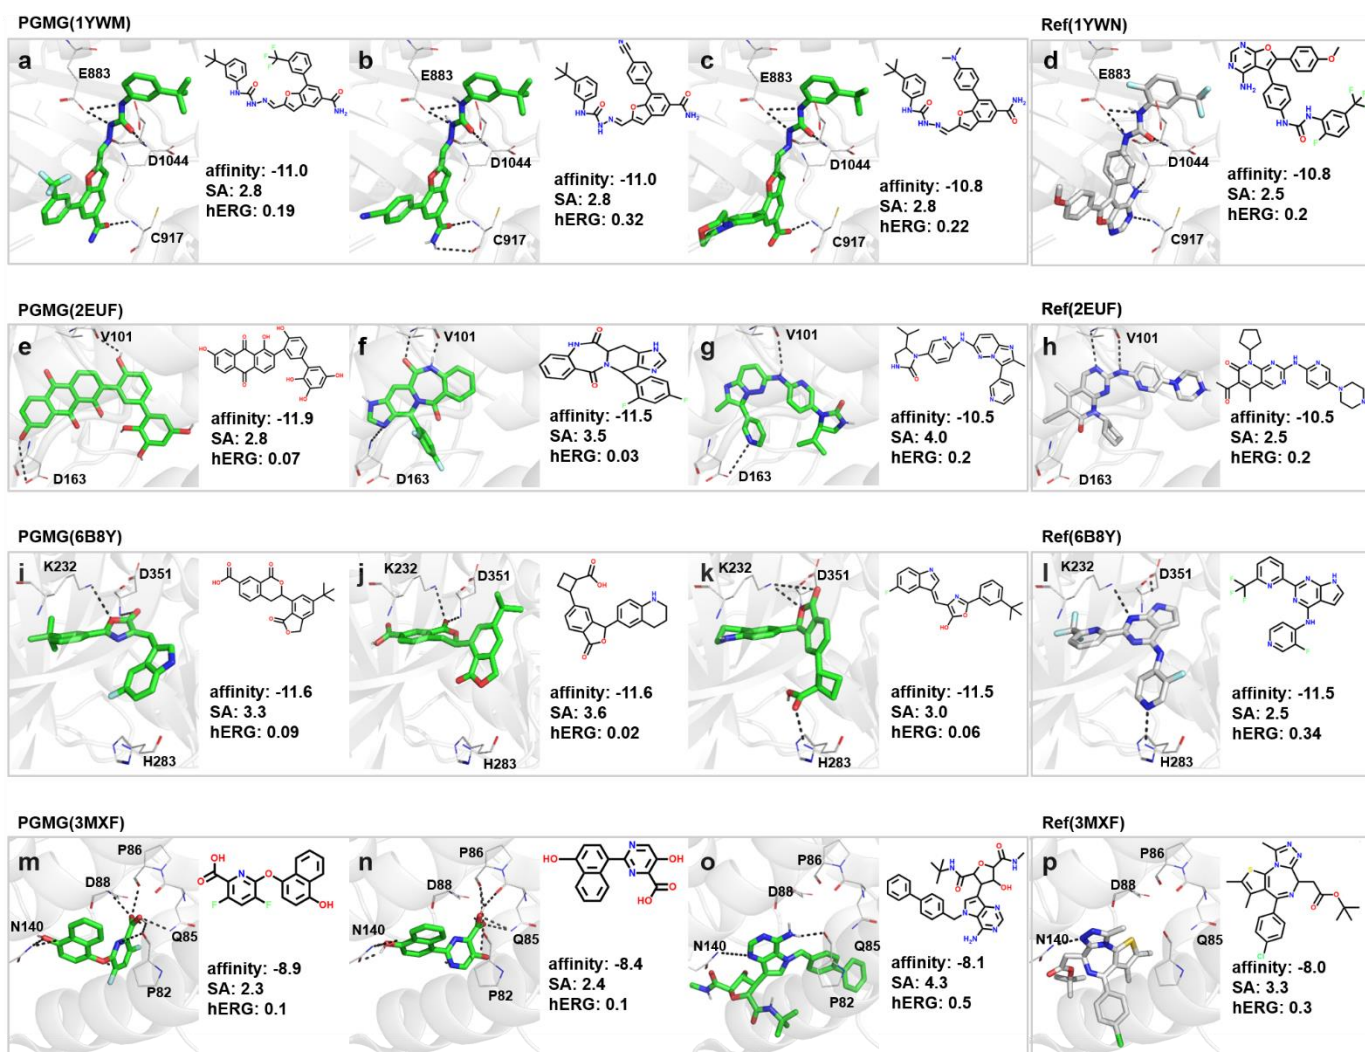 PGMG(1YWM)
Ref(1YWN)
a
E883
D1044
C917
affinity: -11.0
SA: 2.8
hERG: 0.19
b
E883
D1044
C917
affinity: -11.0
SA: 2.8
hERG: 0.32
c
E883
D1044
C917
affinity: -10.8
SA: 2.8
hERG: 0.22
d
E883
D1044
C917
affinity: -10.8
SA: 2.5
hERG: 0.2
PGMG(2EUF)
Ref(2EUF)
e
V101
D163
affinity: -11.9
SA: 2.8
hERG: 0.07
f
V101
D163
affinity: -11.5
SA: 3.5
hERG: 0.03
g
V101
D163
affinity: -10.5
SA: 4.0
hERG: 0.2
h
V101
D163
affinity: -10.5
SA: 2.5
hERG: 0.2
PGMG(6B8Y)
Ref(6B8Y)
i
K232
D351
H283
affinity: -11.6
SA: 3.3
hERG: 0.09
j
K232
D351
H283
affinity: -11.6
SA: 3.6
hERG: 0.02
k
K232
D351
H283
affinity: -11.5
SA: 3.0
hERG: 0.06
l
K232
D351
H283
affinity: -11.5
SA: 2.5
hERG: 0.34
PGMG(3MXF)
Ref(3MXF)
m
P86
D88
N140
Q85
P82
affinity: -8.9
SA: 2.3
hERG: 0.1
n
P86
D88
N140
Q85
P82
affinity: -8.4
SA: 2.4
hERG: 0.1
o
P86
D88
N140
Q85
P82
affinity: -8.1
SA: 4.3
hERG: 0.5
p
P86
D88
N140
Q85
P82
affinity: -8.0
SA: 3.3
hERG: 0.3